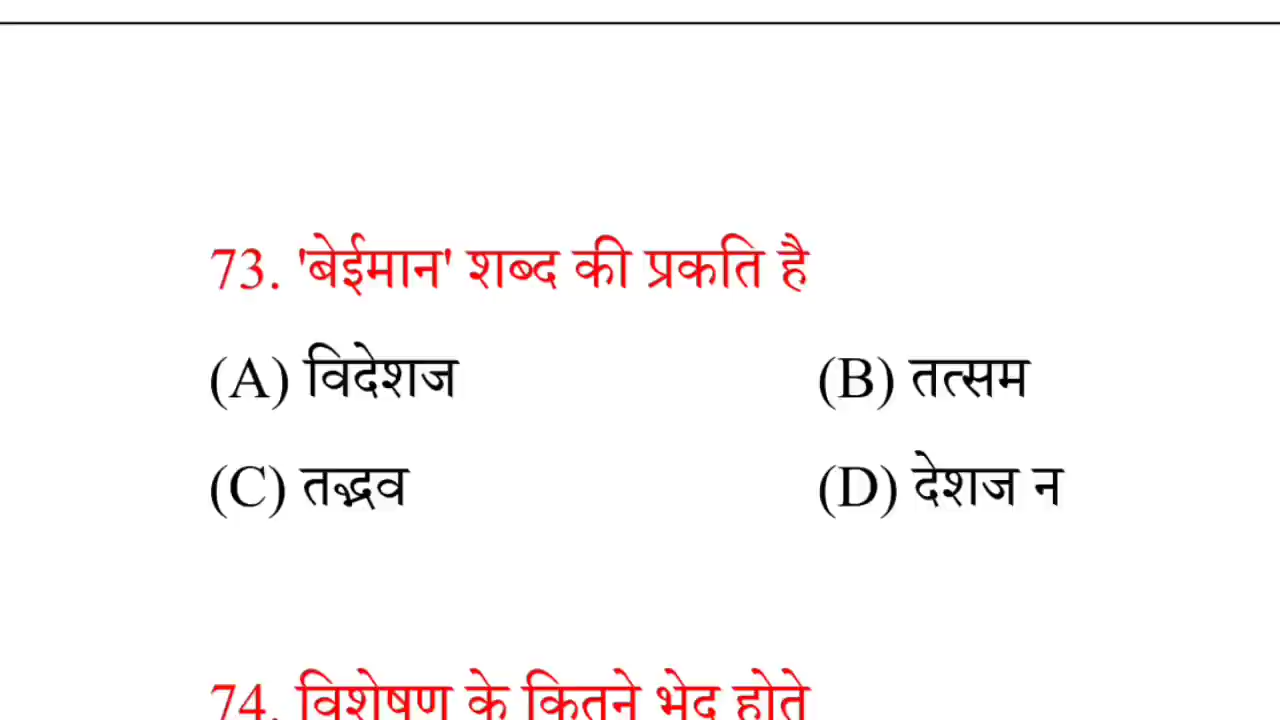 73. 'बेईमान' शब्द की प्रकति है
(A) विदेशज (B) तत्सम
(C) तद्भव (D) देशज न
74. विशेषण के कितने भेद होते